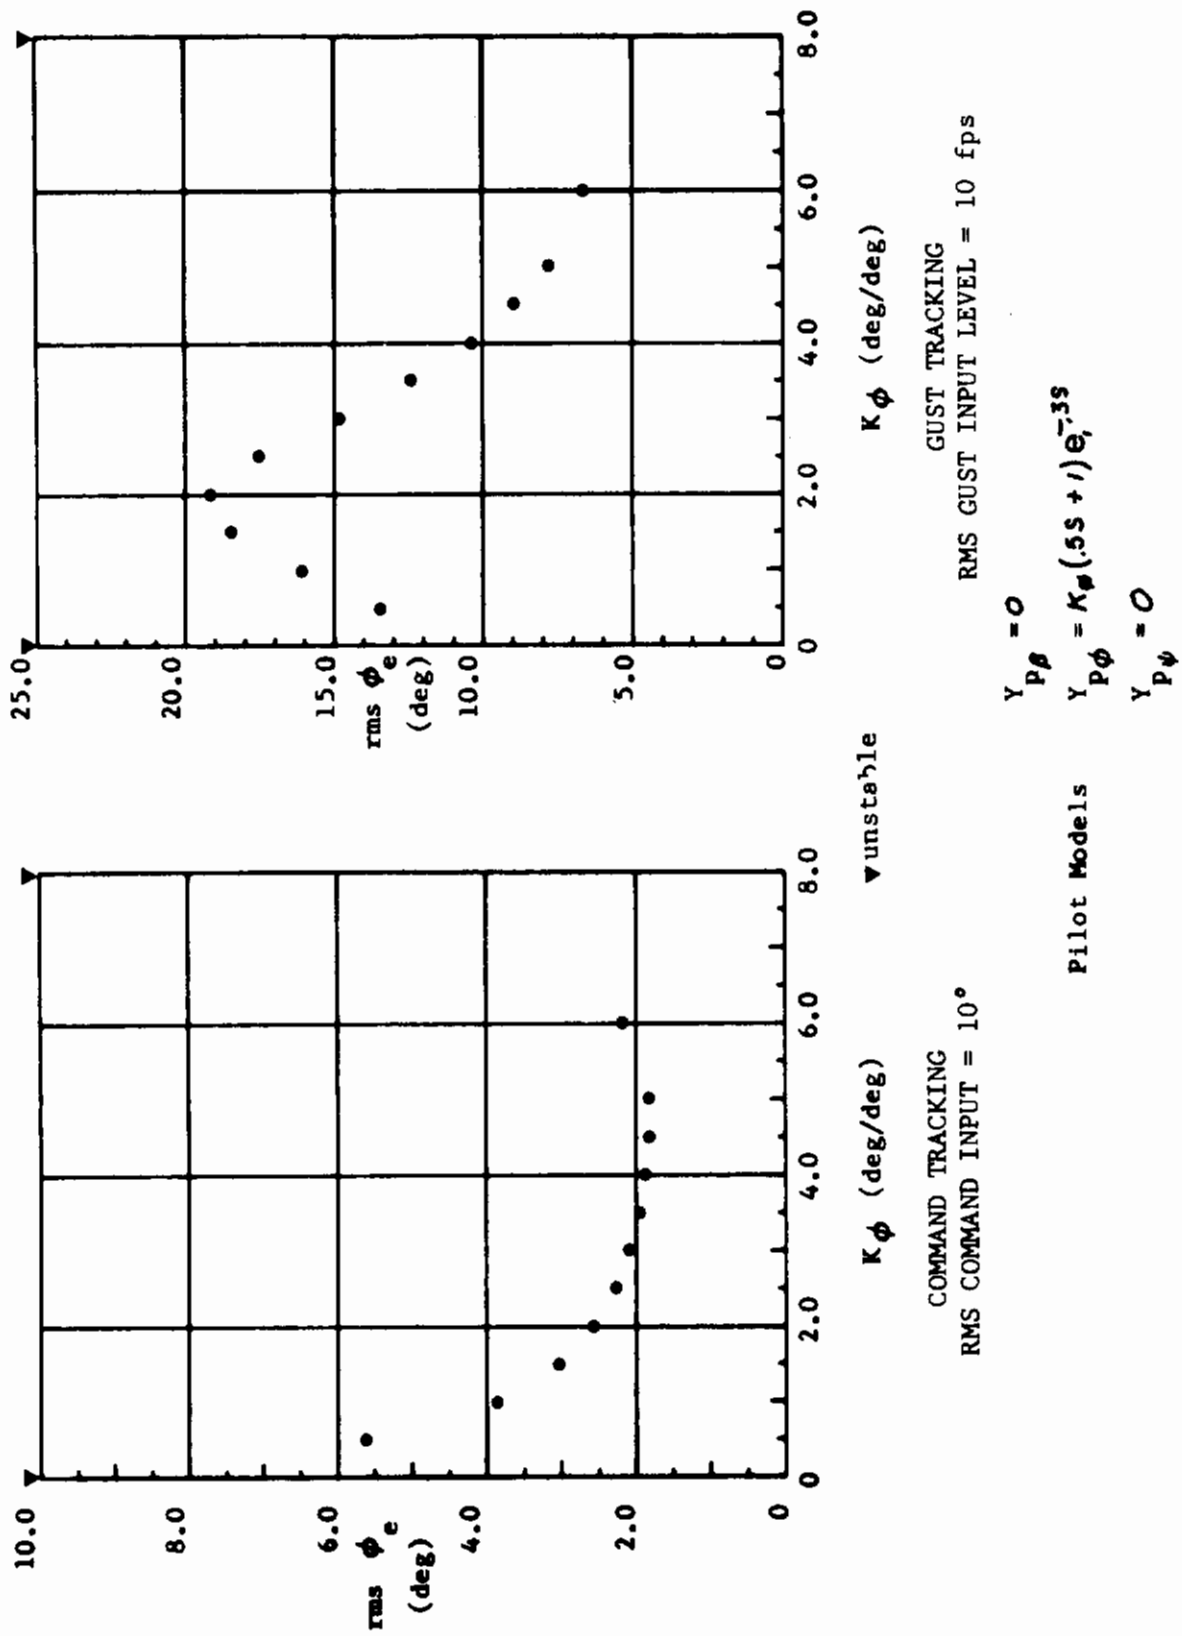 10.0
8.0
6.0
rms ϕe
(deg)
4.0
2.0
0
0 2.0 4.0 6.0 8.0
Kϕ (deg/deg)
COMMAND TRACKING
RMS COMMAND INPUT = 10°
▼unstable
25.0
20.0
15.0
rms ϕe
(deg)
10.0
5.0
0
0 2.0 4.0 6.0 8.0
Kϕ (deg/deg)
GUST TRACKING
RMS GUST INPUT LEVEL = 10 fps
Pilot Models
Ypβ = 0
Ypϕ = Kϕ(.5S + 1)e^-.3S
Ypψ = 0